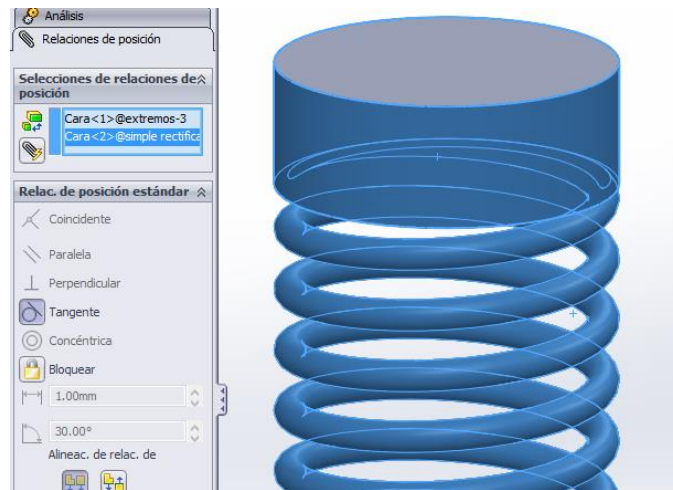 Análisis
Relaciones de posición
Selecciones de relaciones de
posición
Cara<1>@extremos-3
Cara<2>@simple rectifica
Relac. de posición estándar
Coincidente
Paralela
Perpendicular
Tangente
Concéntrica
Bloquear
1.00mm
30.00°
Alineac. de relac. de